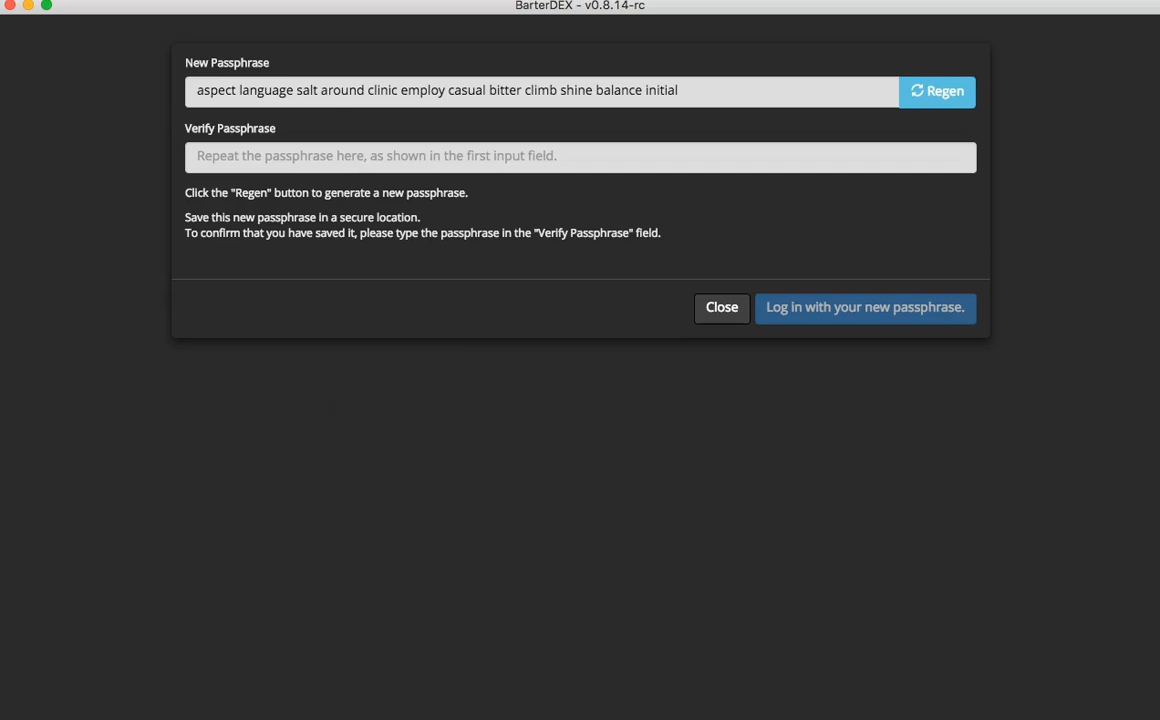 BarterDEX - v0.8.14-rc
New Passphrase
aspect language salt around clinic employ casual bitter climb shine balance initial
Regen
Verify Passphrase
Repeat the passphrase here, as shown in the first input field.
Click the "Regen" button to generate a new passphrase.
Save this new passphrase in a secure location.
To confirm that you have saved it, please type the passphrase in the "Verify Passphrase" field.
Close
Log in with your new passphrase.